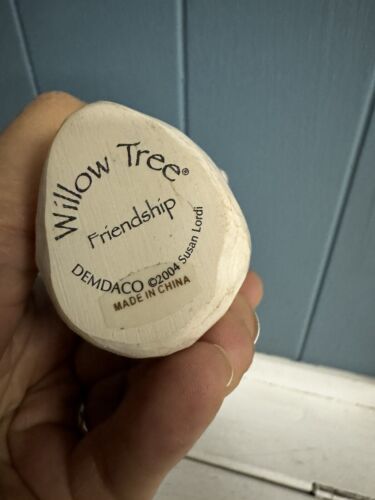 Willow Tree®
Friendship
DEMDACO ©2004 Susan Lordi
MADE IN CHINA